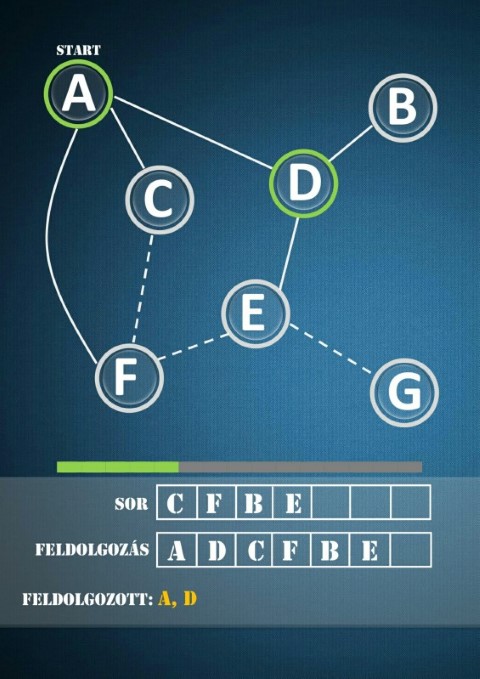 START
A
B
C
D
E
F
G
SOR C F B E
FELDOLGOZÁS A D C F B E
FELDOLGOZOTT: A, D